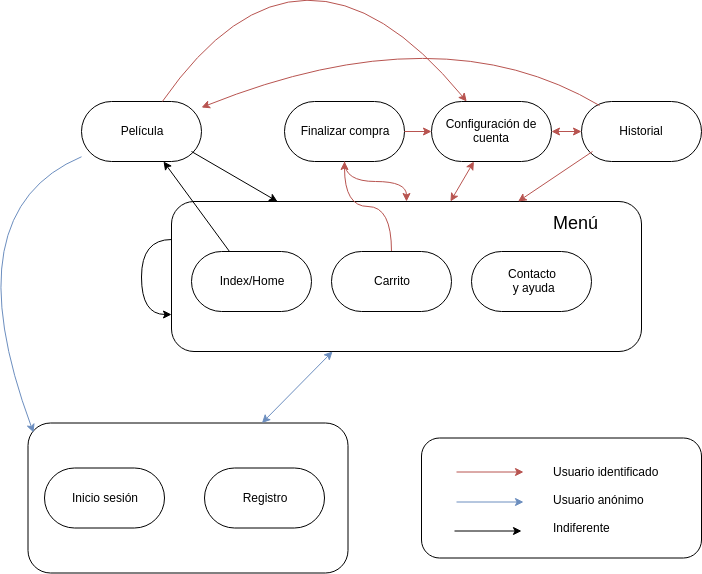 Película
Finalizar compra
Configuración de
cuenta
Historial
Menú
Index/Home
Carrito
Contacto
y ayuda
Inicio sesión
Registro
Usuario identificado
Usuario anónimo
Indiferente